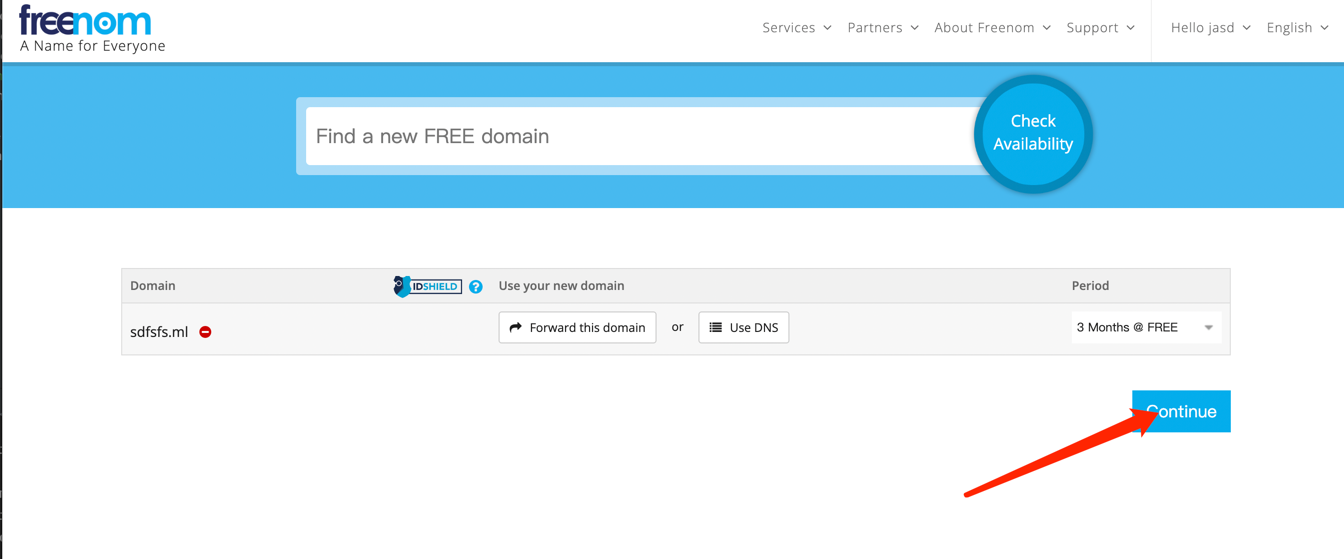 freenom
A Name for Everyone
Services Partners About Freenom Support Hello jasd English
Find a new FREE domain
Check
Availability
Domain IDSHIELD ? Use your new domain Period
sdfsfs.ml Forward this domain or Use DNS 3 Months @ FREE
Continue